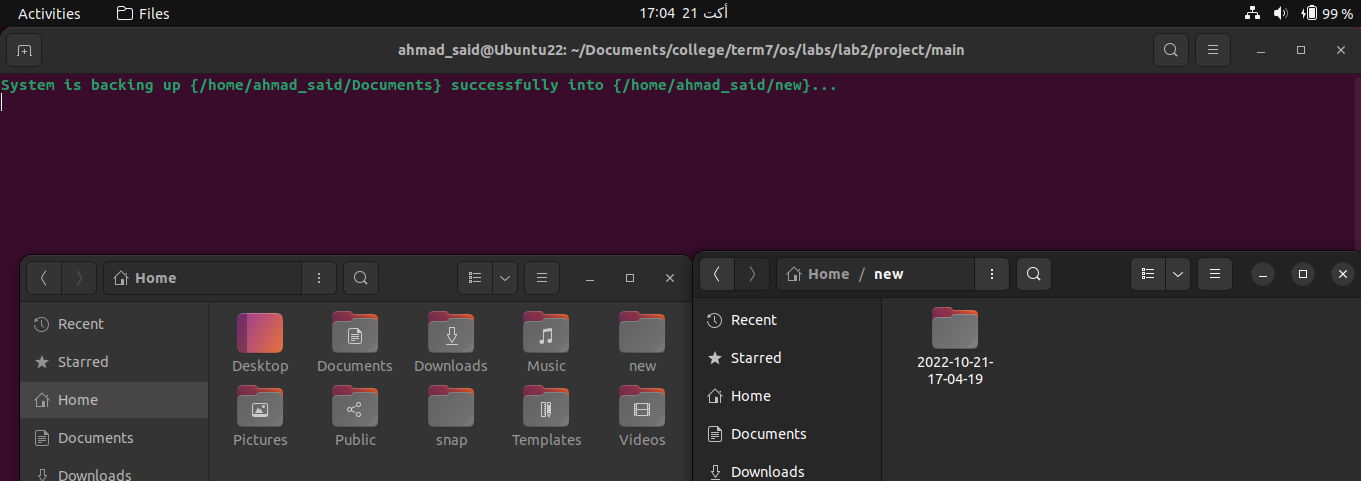 Activities Files أكت 21 17:04 99 %
ahmad_said@Ubuntu22: ~/Documents/college/term7/os/labs/lab2/project/main
System is backing up {/home/ahmad_said/Documents} successfully into {/home/ahmad_said/new}...
Home
Recent
Starred
Home
Documents
Downloads
Desktop Documents Downloads Music new
Pictures Public snap Templates Videos
Home / new
Recent
Starred
Home
Documents
Downloads
2022-10-21-
17-04-19